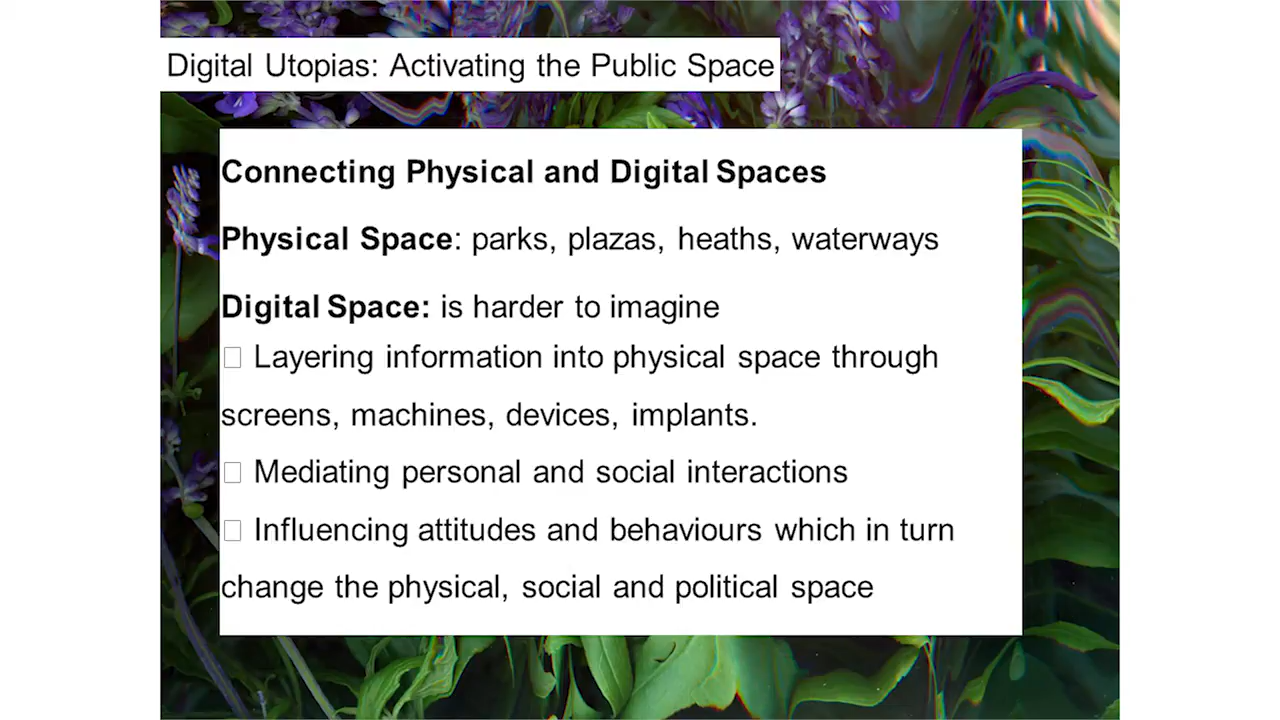 Digital Utopias: Activating the Public Space
Connecting Physical and Digital Spaces
Physical Space: parks, plazas, heaths, waterways
Digital Space: is harder to imagine
□ Layering information into physical space through
screens, machines, devices, implants.
□ Mediating personal and social interactions
□ Influencing attitudes and behaviours which in turn
change the physical, social and political space